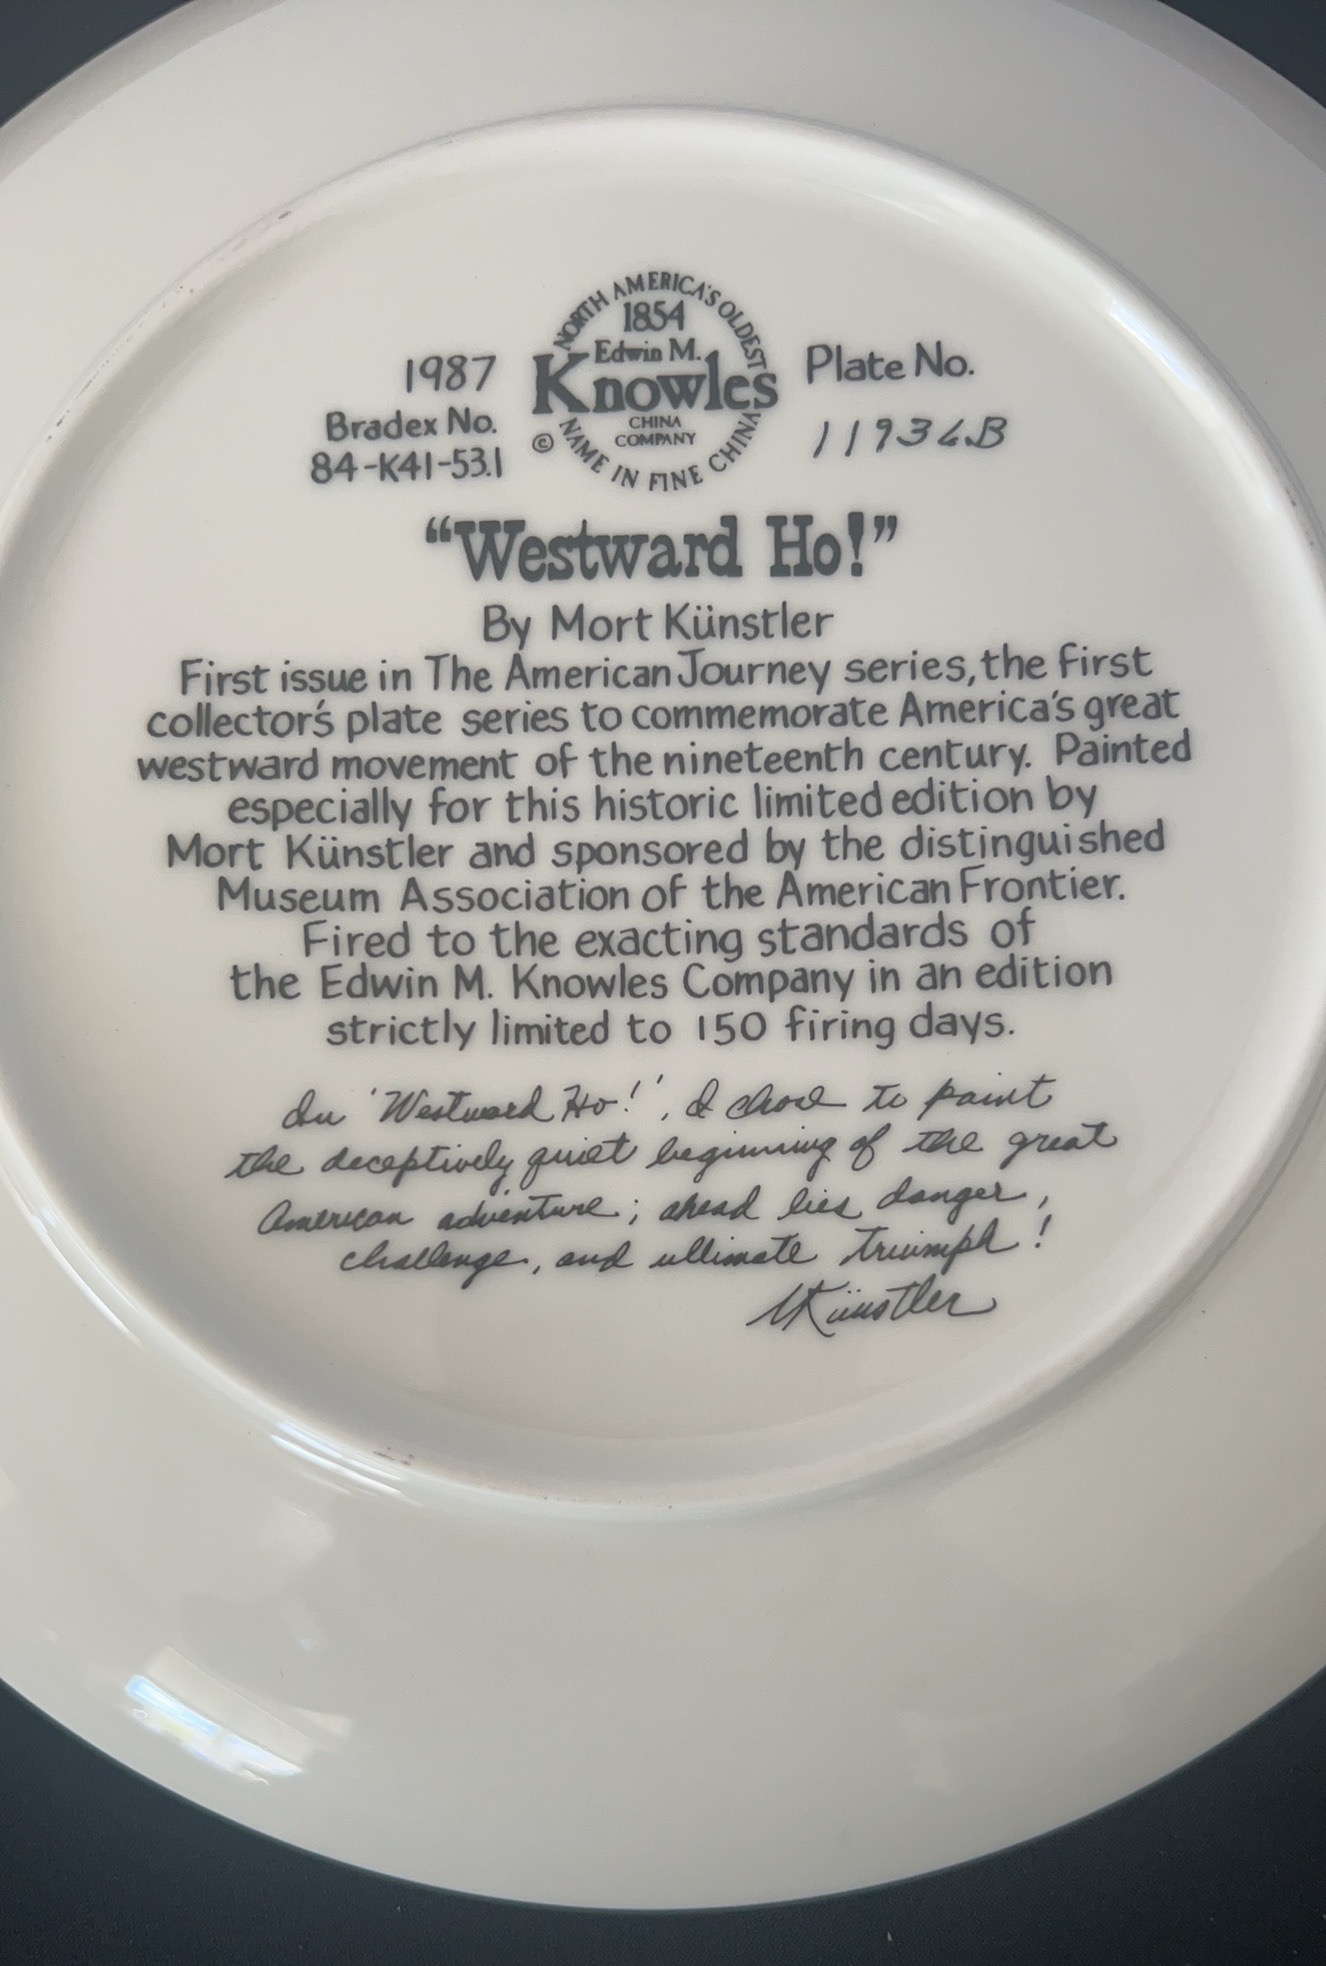 NORTH AMERICA'S OLDEST
1854
Edwin M.
Knowles
CHINA
COMPANY
©
NAME IN FINE CHINA
1987
Bradex No.
84-K41-53.1
Plate No.
11936B
“Westward Ho!”
By Mort Künstler
First issue in The American Journey series, the first
collector's plate series to commemorate America's great
westward movement of the nineteenth century. Painted
especially for this historic limited edition by
Mort Künstler and sponsored by the distinguished
Museum Association of the American Frontier.
Fired to the exacting standards of
the Edwin M. Knowles Company in an edition
strictly limited to 150 firing days.
In 'Westward Ho!', I chose to paint
the deceptively quiet beginning of the great
American adventure; ahead lies danger,
challenge, and ultimate triumph!
MKünstler